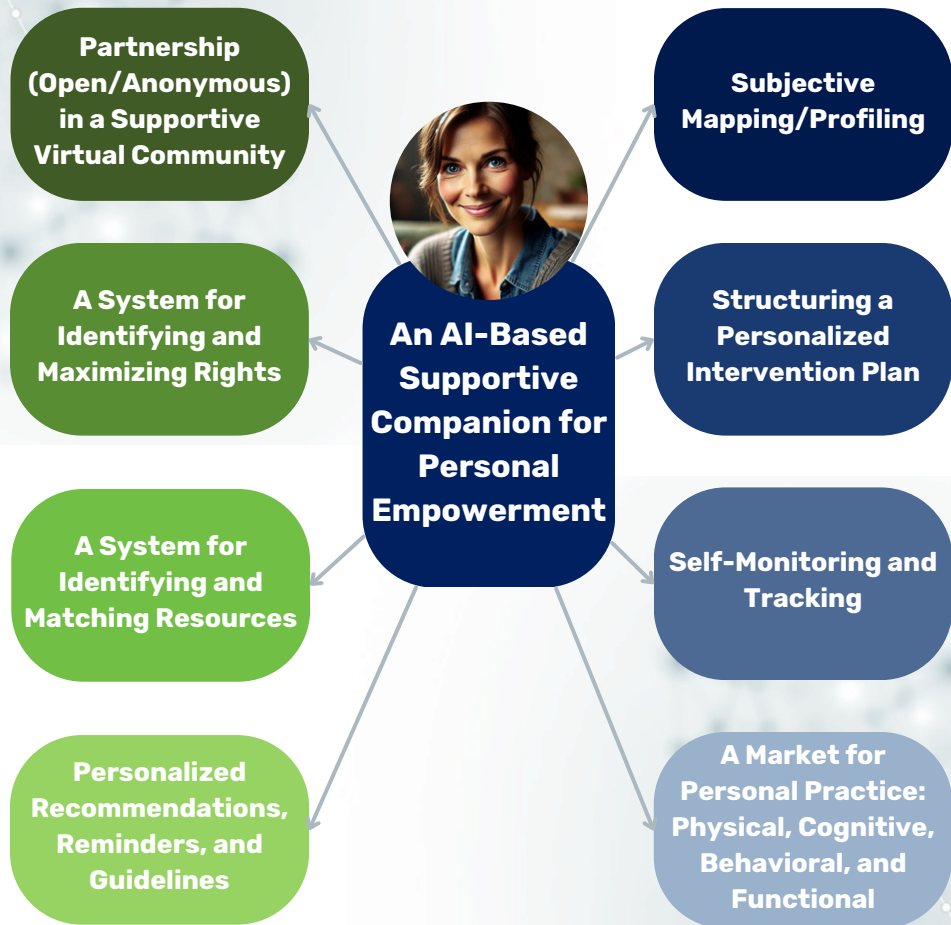 Partnership
(Open/Anonymous)
in a Supportive
Virtual Community
Subjective
Mapping/Profiling
A System for
Identifying and
Maximizing Rights
An AI-Based
Supportive
Companion for
Personal
Empowerment
Structuring a
Personalized
Intervention Plan
A System for
Identifying and
Matching Resources
Self-Monitoring and
Tracking
Personalized
Recommendations,
Reminders, and
Guidelines
A Market for
Personal Practice:
Physical, Cognitive,
Behavioral, and
Functional